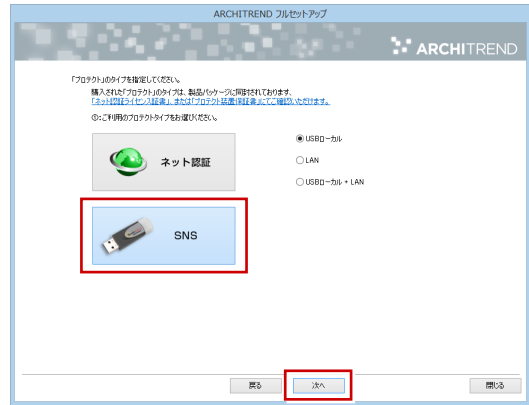 ARCHITREND フルセットアップ
ARCHITREND
「プロテクト」のタイプを指定してください。
購入された「プロテクト」のタイプは、製品パッケージに同封されております、
「ネット認証ライセンス証書」、または「プロテクト装置保証書」にてご確認いただけます。
①:ご利用のプロテクトタイプをお選びください。
ネット認証
USBローカル
LAN
USBローカル + LAN
SNS
戻る
次へ
閉じる